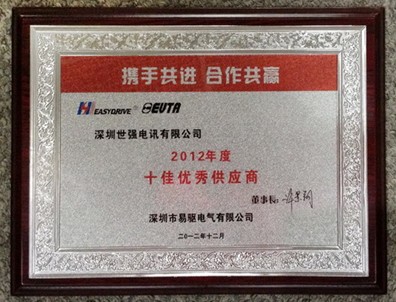 携手共进 合作共赢
EASYDRIVE® EUTA
深圳世强电讯有限公司
2012年度
十佳优秀供应商
董事长:
深圳市易驱电气有限公司
二○一二年十二月